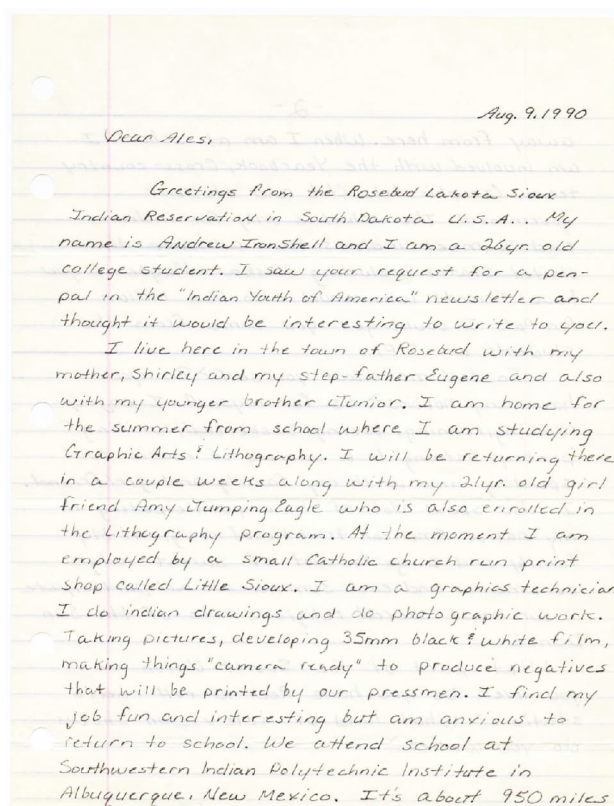 Aug. 9. 1990
Dear Ales,
Greetings from the Rosebud Lakota Sioux
Indian Reservation in South Dakota U.S.A.. My
name is Andrew IronShell and I am a 26yr. old
college student. I saw your request for a pen-
pal in the "Indian Youth of America" newsletter and
thought it would be interesting to write to you.
I live here in the town of Rosebud with my
mother, Shirley and my step-father Eugene and also
with my younger brother Junior. I am home for
the summer from school where I am studying
Graphic Arts & Lithography. I will be returning there
in a couple weeks along with my 21yr. old girl
friend Amy Jumping Eagle who is also enrolled in
the Lithography program. At the moment I am
employed by a small Catholic church run print
shop called Little Sioux. I am a graphics technician
I do indian drawings and do photographic work.
Taking pictures, developing 35mm black & white film,
making things "camera ready" to produce negatives
that will be printed by our pressmen. I find my
job fun and interesting but am anxious to
return to school. We attend school at
Southwestern Indian Polytechnic Institute in
Albuquerque, New Mexico. It's about 950 miles